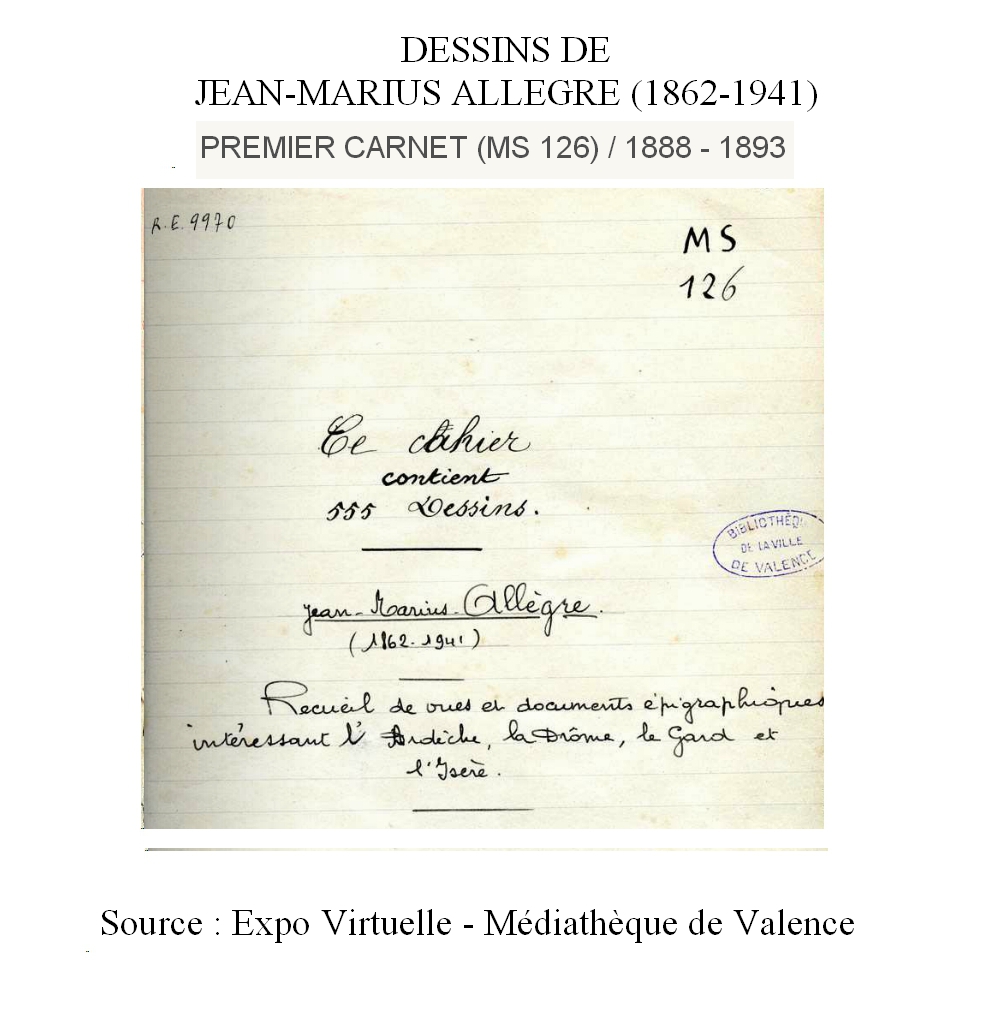 DESSINS DE
JEAN-MARIUS ALLEGRE (1862-1941)
PREMIER CARNET (MS 126) / 1888 - 1893
R.E. 9970
MS
126
Ce Cahier
contient
555 Dessins.
BIBLIOTHÈQ
DE LA VILLE
DE VALENCE
Jean-Marius Allègre.
(1862-1941)
Recueil de vues et documents épigraphiques
intéressant l'Ardèche, la Drôme, le Gard et
l'Isère.
Source : Expo Virtuelle - Médiathèque de Valence